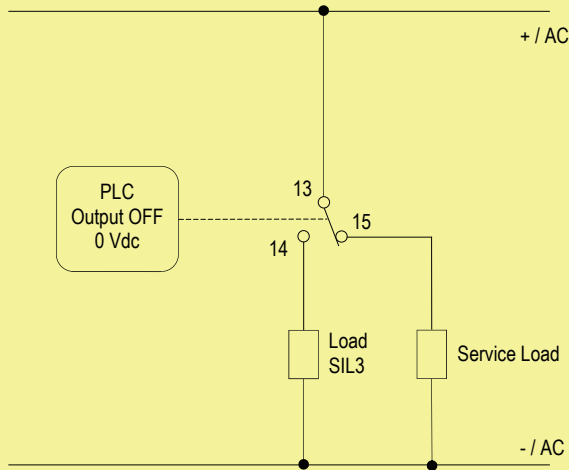 + / AC
PLC
Output OFF
0 Vdc
13
14
15
Load
SIL3
Service Load
- / AC